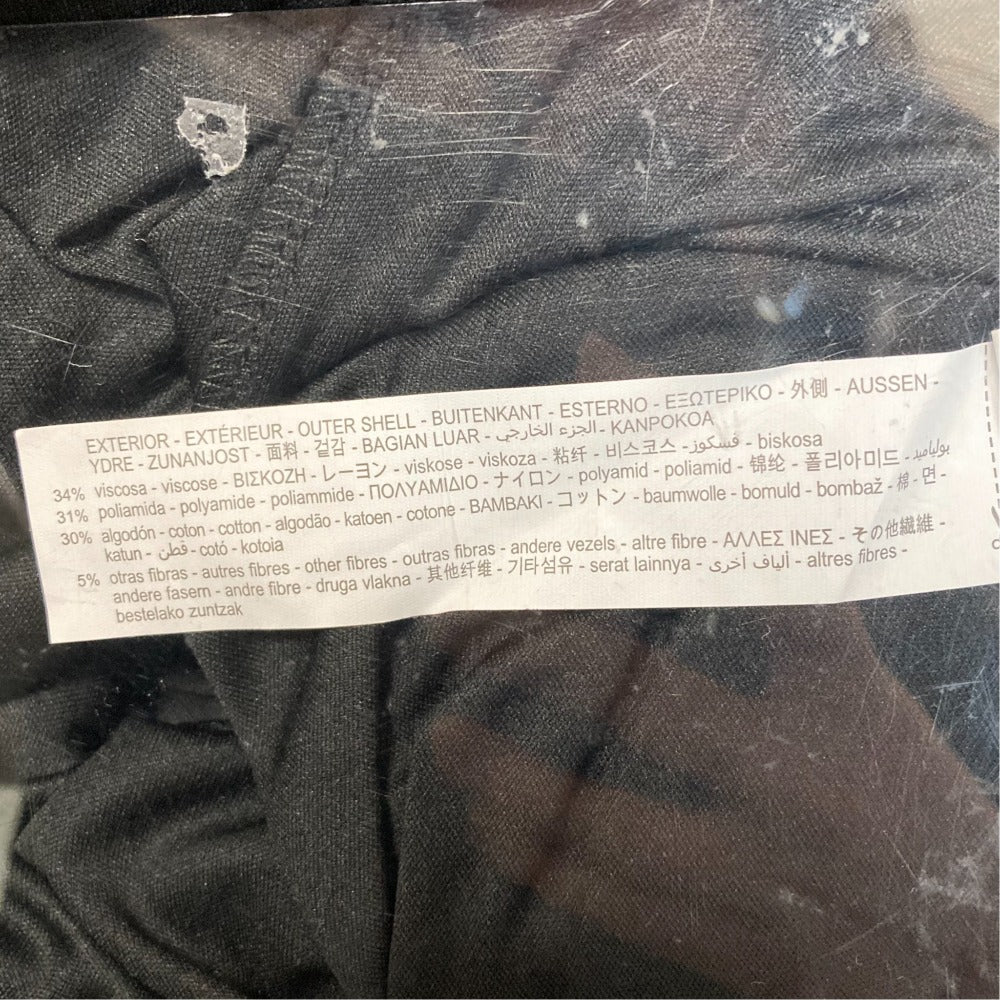 EXTERIOR - EXTÉRIEUR - OUTER SHELL - BUITENKANT - ESTERNO - ΕΞΩΤΕΡΙΚΟ - 外側 - AUSSEN -
YDRE - ZUNANJOST - 面料 - 겉감 - BAGIAN LUAR - الجزء الخارجي - KANPOKOA
34% viscosa - viscose - ΒΙΣΚΟΖΗ - レーヨン - viskose - viskoza - 粘纤 - 비스코스 - فسكوز - biskosa
31% poliamida - polyamide - poliammide - ΠΟΛΥΑΜΙΔΙΟ - ナイロン - polyamid - poliamid - 锦纶 - 폴리아미드 - بولياميد
30% algodón - coton - cotton - algodão - katoen - cotone - ΒΑΜΒΑΚΙ - コットン - baumwolle - bomuld - bombaž - 棉 - 면 -
katun - قطن - cotó - kotoia
5% otras fibras - autres fibres - other fibres - outras fibras - andere vezels - altre fibre - ΑΛΛΕΣ ΙΝΕΣ - その他繊維 -
andere fasern - andre fibre - druga vlakna - 其他纤维 - 기타섬유 - serat lainnya - ألياف أخرى - altres fibres -
bestelako zuntzak